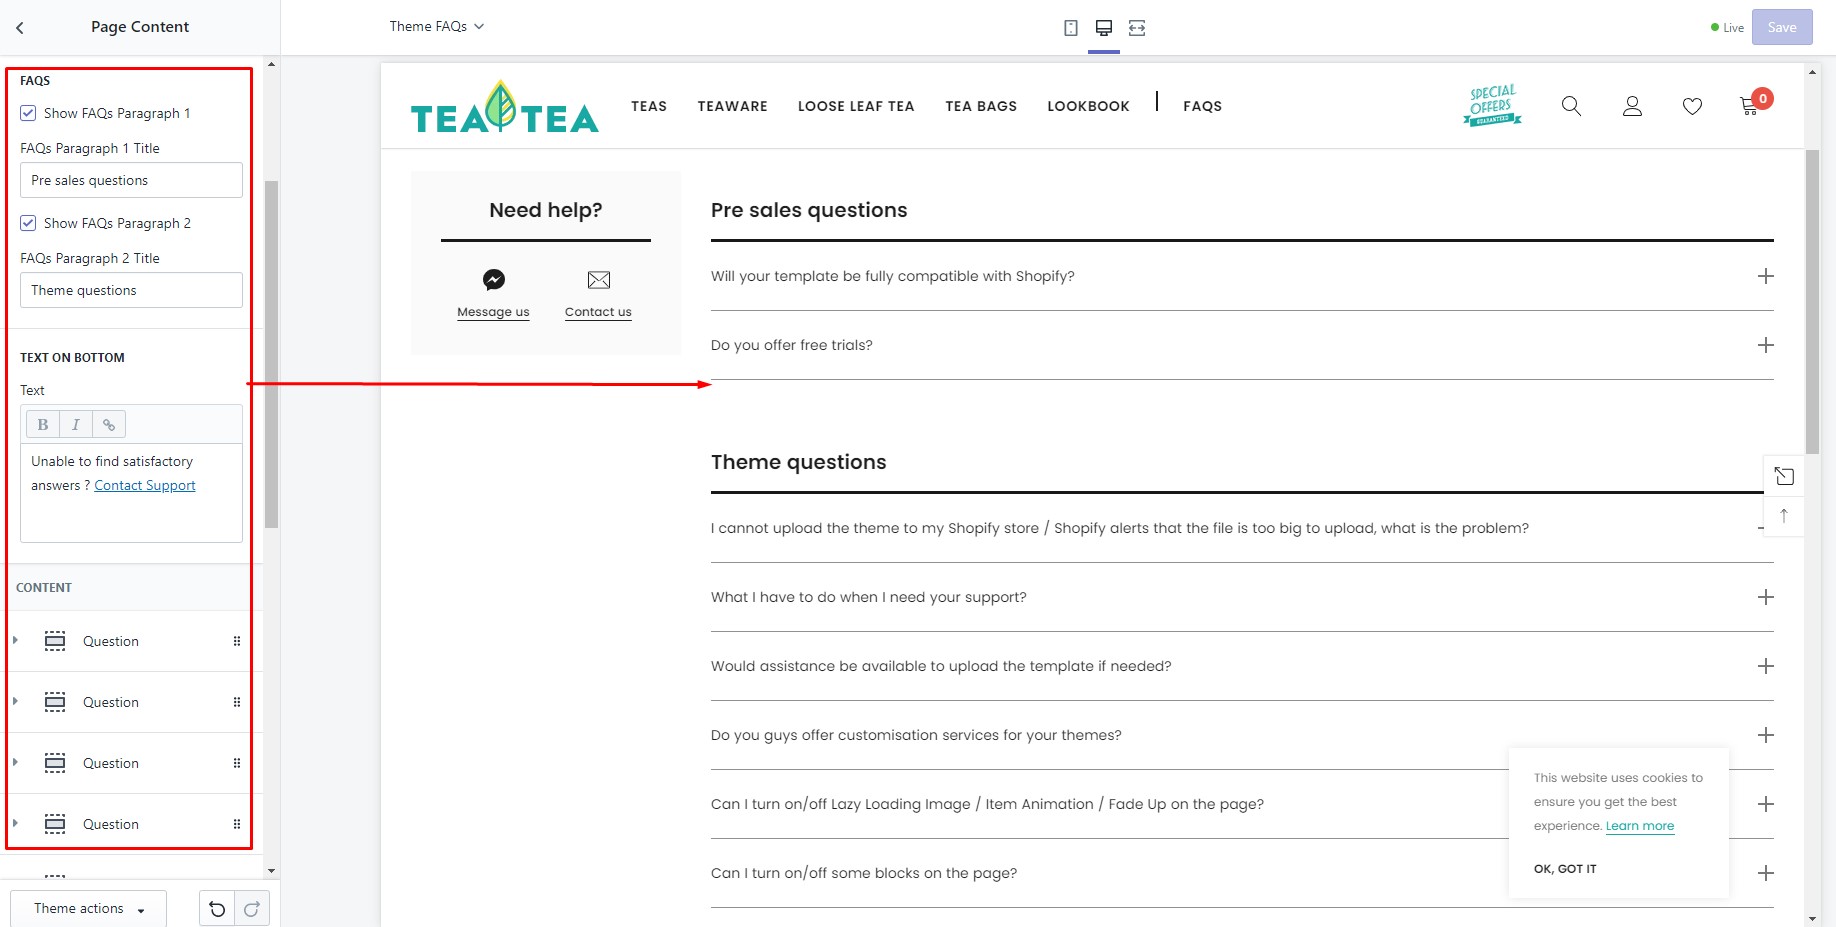 Page Content
Theme FAQs
Live
Save
FAQS
Show FAQs Paragraph 1
FAQs Paragraph 1 Title
Pre sales questions
Show FAQs Paragraph 2
FAQs Paragraph 2 Title
Theme questions
TEXT ON BOTTOM
Text
B I
Unable to find satisfactory
answers ? Contact Support
CONTENT
Question
Question
Question
Question
Theme actions
TEA TEA
TEAS TEAWARE LOOSE LEAF TEA TEA BAGS LOOKBOOK FAQS
SPECIAL
OFFERS
GUARANTEED
0
Need help?
Message us Contact us
Pre sales questions
Will your template be fully compatible with Shopify?
Do you offer free trials?
Theme questions
I cannot upload the theme to my Shopify store / Shopify alerts that the file is too big to upload, what is the problem?
What I have to do when I need your support?
Would assistance be available to upload the template if needed?
Do you guys offer customisation services for your themes?
Can I turn on/off Lazy Loading Image / Item Animation / Fade Up on the page?
Can I turn on/off some blocks on the page?
This website uses cookies to
ensure you get the best
experience. Learn more
OK, GOT IT